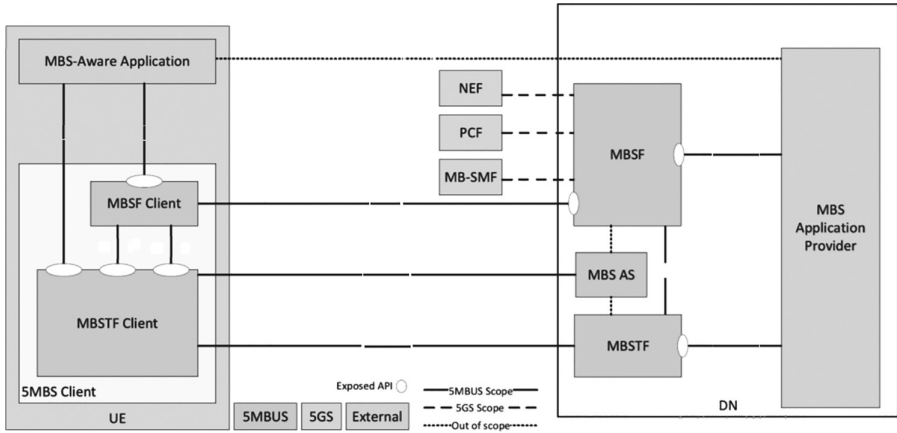 MBS-Aware Application
NEF
PCF
MBSF
MB-SMF
MBSF Client
MBS
Application
Provider
MBS AS
MBSTF Client
MBSTF
5MBS Client
Exposed API
5MBUS Scope
5GS Scope
Out of scope
5MBUS
5GS
External
UE
DN